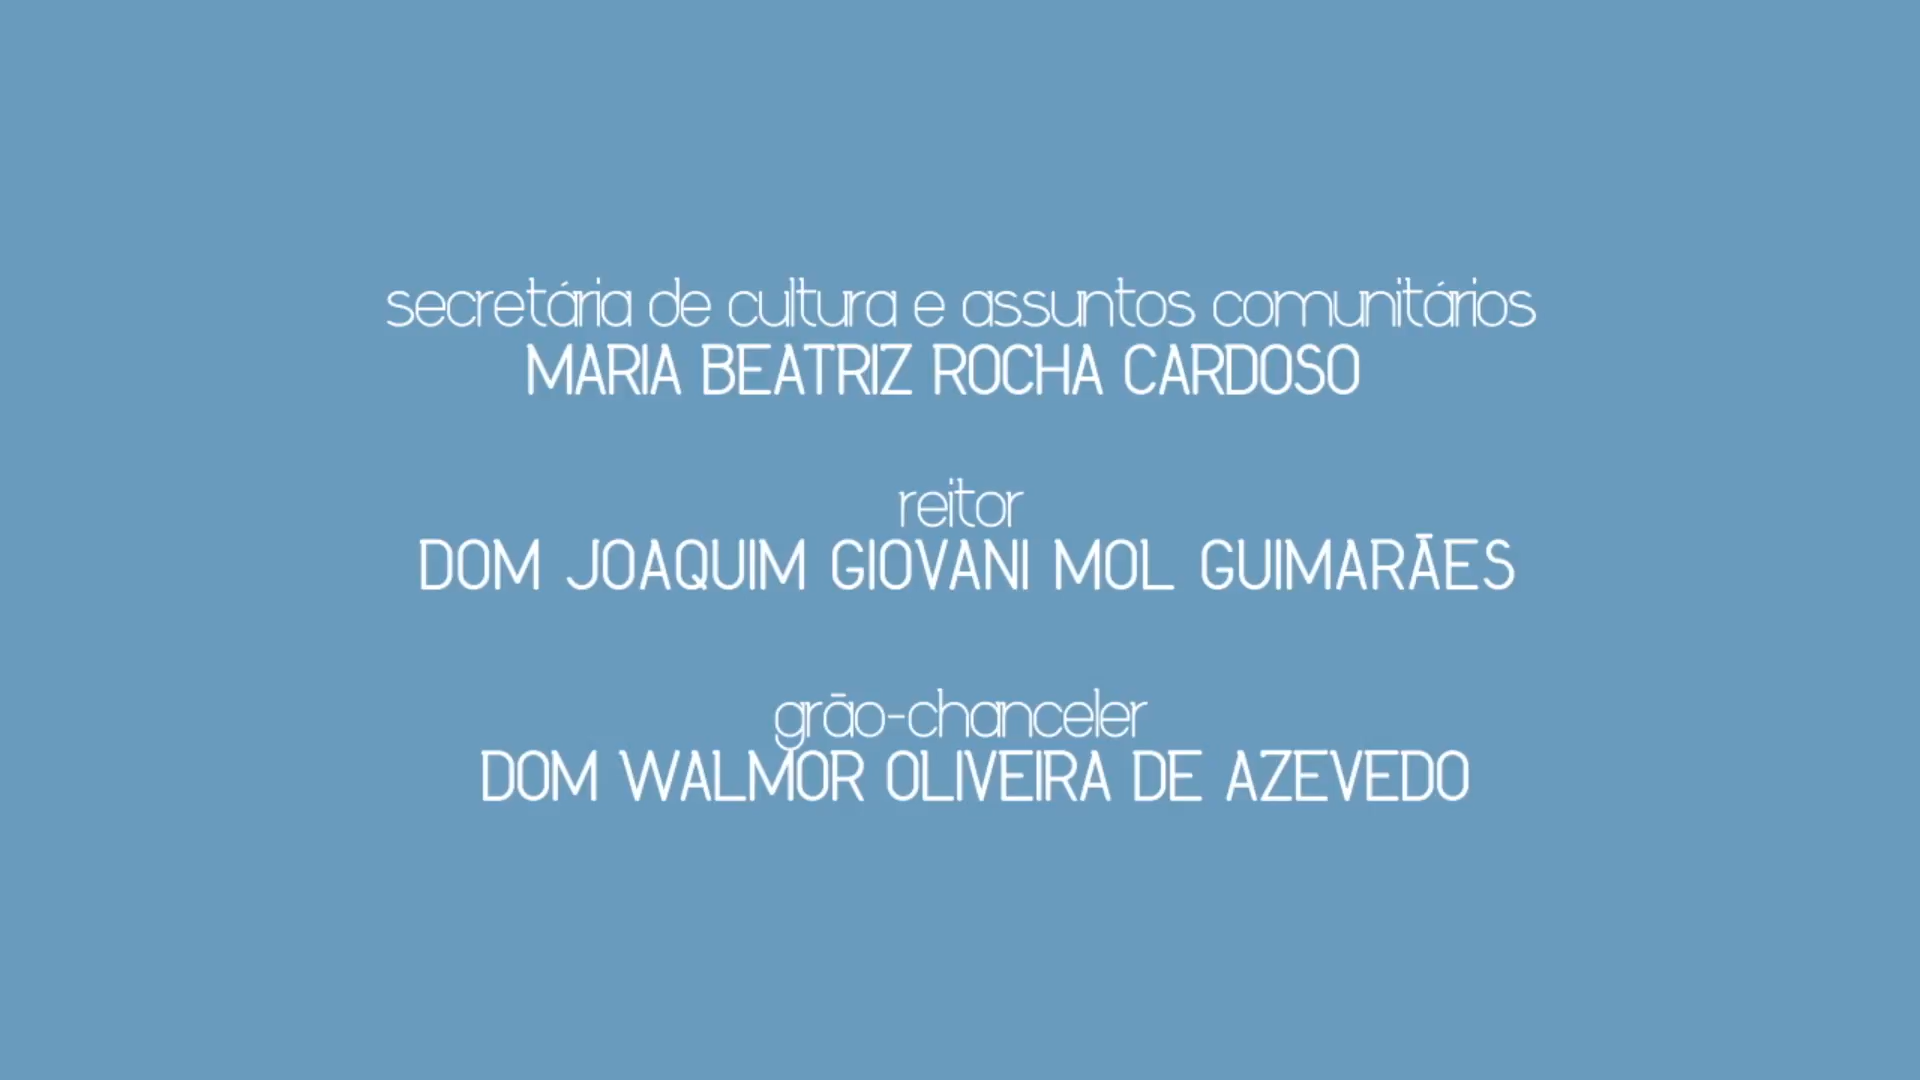 secretária de cultura e assuntos comunitários
MARIA BEATRIZ ROCHA CARDOSO
reitor
DOM JOAQUIM GIOVANI MOL GUIMARÃES
grão-chanceler
DOM WALMOR OLIVEIRA DE AZEVEDO